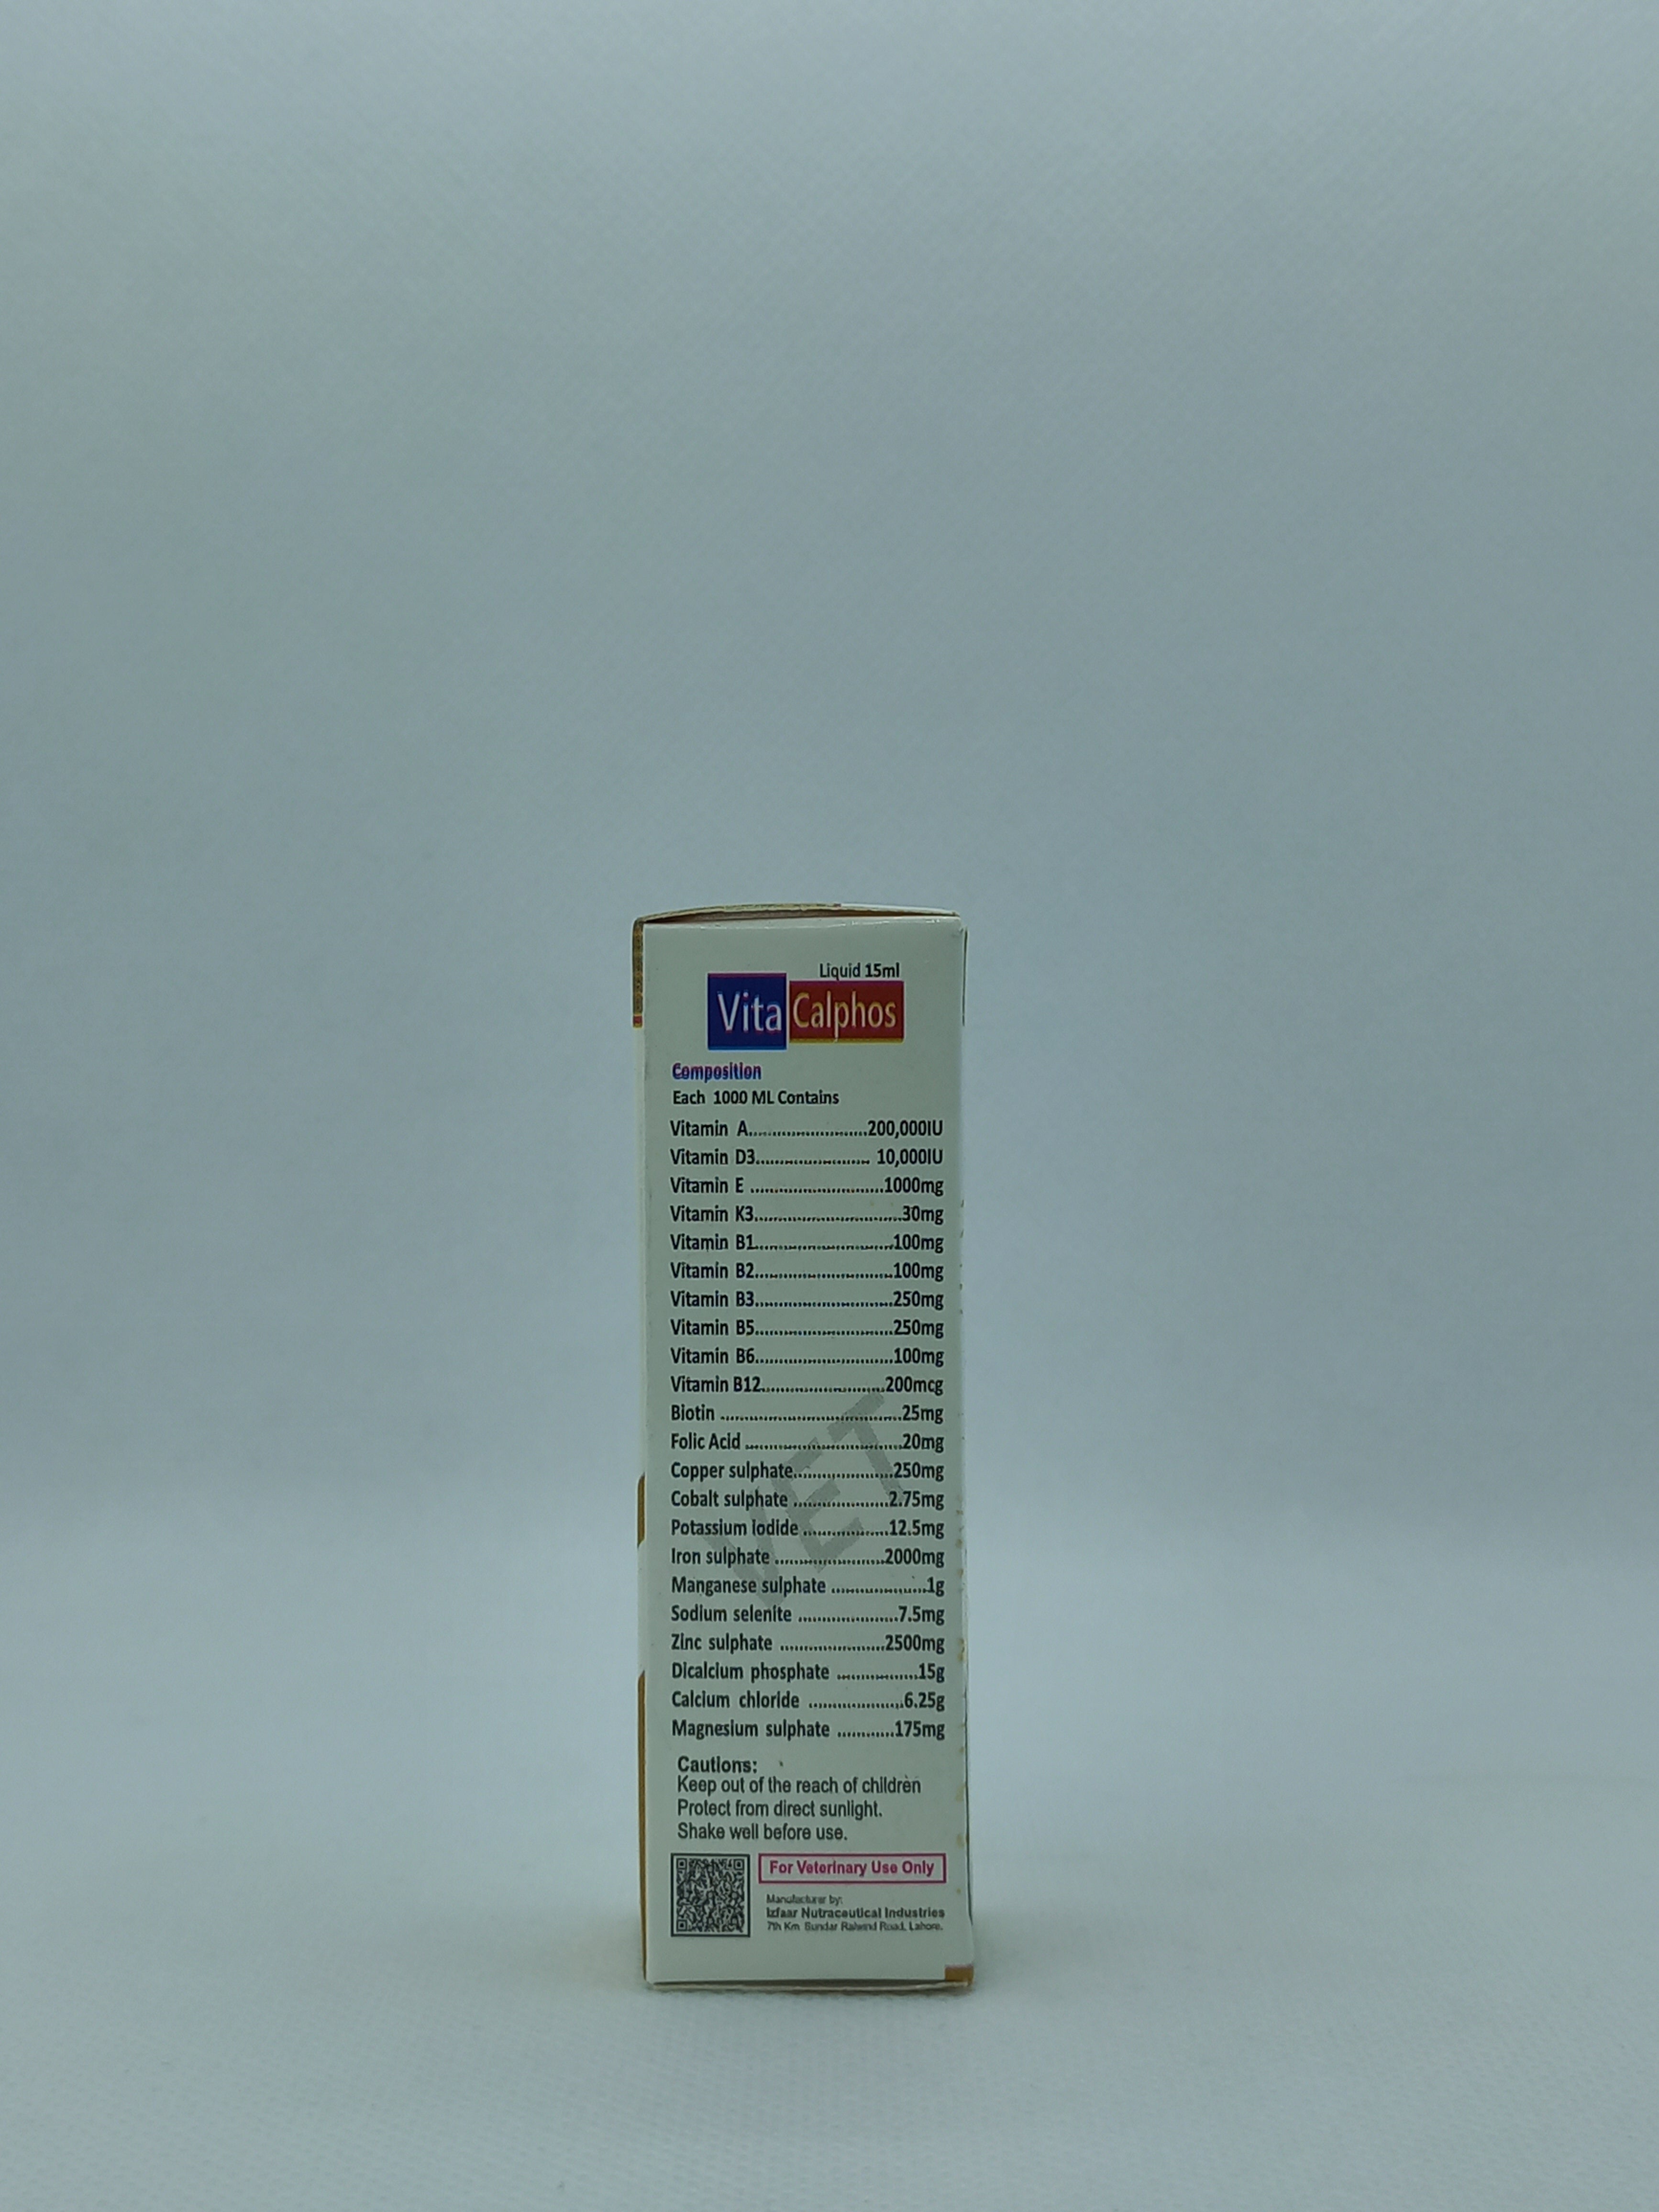 Liquid 15ml
Vita Calphos
Composition
Each 1000 ML Contains
Vitamin A..........................200,000IU
Vitamin D3......................... 10,000IU
Vitamin E .............................1000mg
Vitamin K3................................30mg
Vitamin B1..............................100mg
Vitamin B2..............................100mg
Vitamin B3..............................250mg
Vitamin B5..............................250mg
Vitamin B6..............................100mg
Vitamin B12...........................200mcg
Biotin .......................................25mg
Folic Acid ..................................20mg
Copper sulphate......................250mg
Cobalt sulphate .....................2.75mg
Potassium Iodide ...................12.5mg
Iron sulphate ........................2000mg
Manganese sulphate .....................1g
Sodium selenite ......................7.5mg
Zinc sulphate .......................2500mg
Dicalcium phosphate .................15g
Calcium chloride .....................6.25g
Magnesium sulphate ............175mg
VET
Cautions:
Keep out of the reach of children
Protect from direct sunlight.
Shake well before use.
For Veterinary Use Only
Manufacturer by:
Izfaar Nutraceutical Industries
7th Km Sundar Raiwind Road, Lahore.